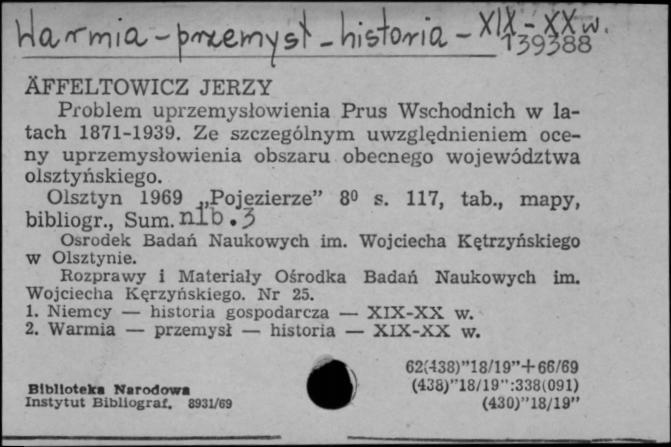 Warmia – przemysł – historia – XIX – XX w.
139388
ÄFFELTOWICZ JERZY
Problem uprzemysłowienia Prus Wschodnich w la-
tach 1871-1939. Ze szczególnym uwzględnieniem oce-
ny uprzemysłowienia obszaru obecnego województwa
olsztyńskiego.
Olsztyn 1969 „Pojezierze” 8⁰ s. 117, tab., mapy,
bibliogr., Sum. nlb. 3
Osrodek Badań Naukowych im. Wojciecha Kętrzyńskiego
w Olsztynie.
Rozprawy i Materiały Ośrodka Badań Naukowych im.
Wojciecha Kęrzyńskiego. Nr 25.
1. Niemcy — historia gospodarcza — XIX-XX w.
2. Warmia — przemysł — historia — XIX-XX w.
62(438)”18/19”+66/69
(438)”18/19”:338(091)
(430)”18/19”
Biblioteka Narodowa
Instytut Bibliograf. 8931/69